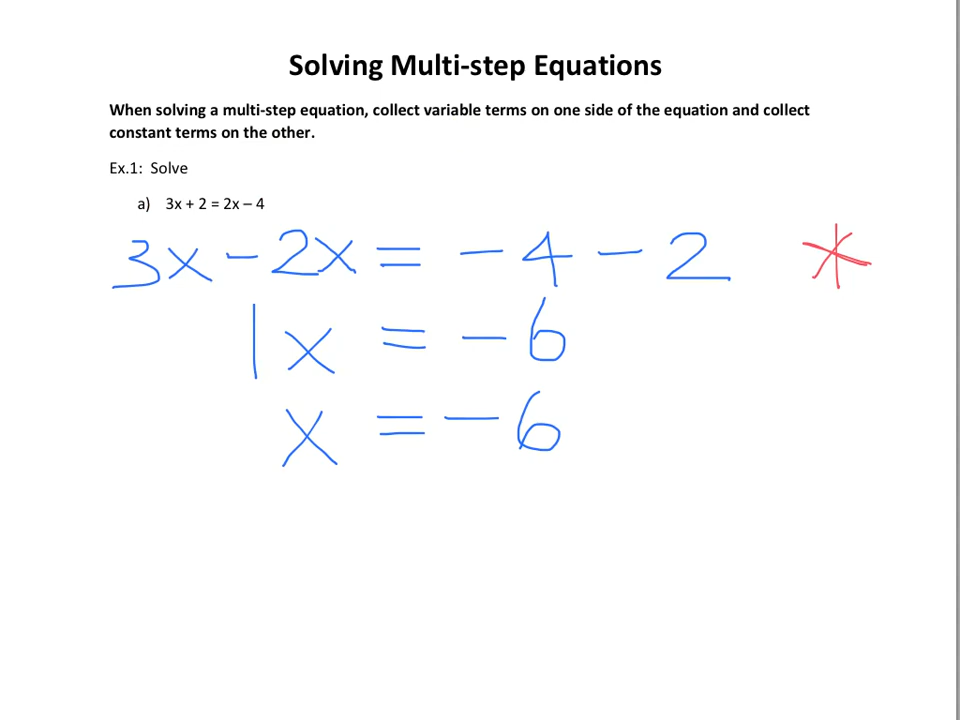 Solving Multi-step Equations
When solving a multi-step equation, collect variable terms on one side of the equation and collect
constant terms on the other.
Ex.1: Solve
a) 3x + 2 = 2x – 4
3x - 2x = - 4 - 2 *
1x = - 6
x = - 6